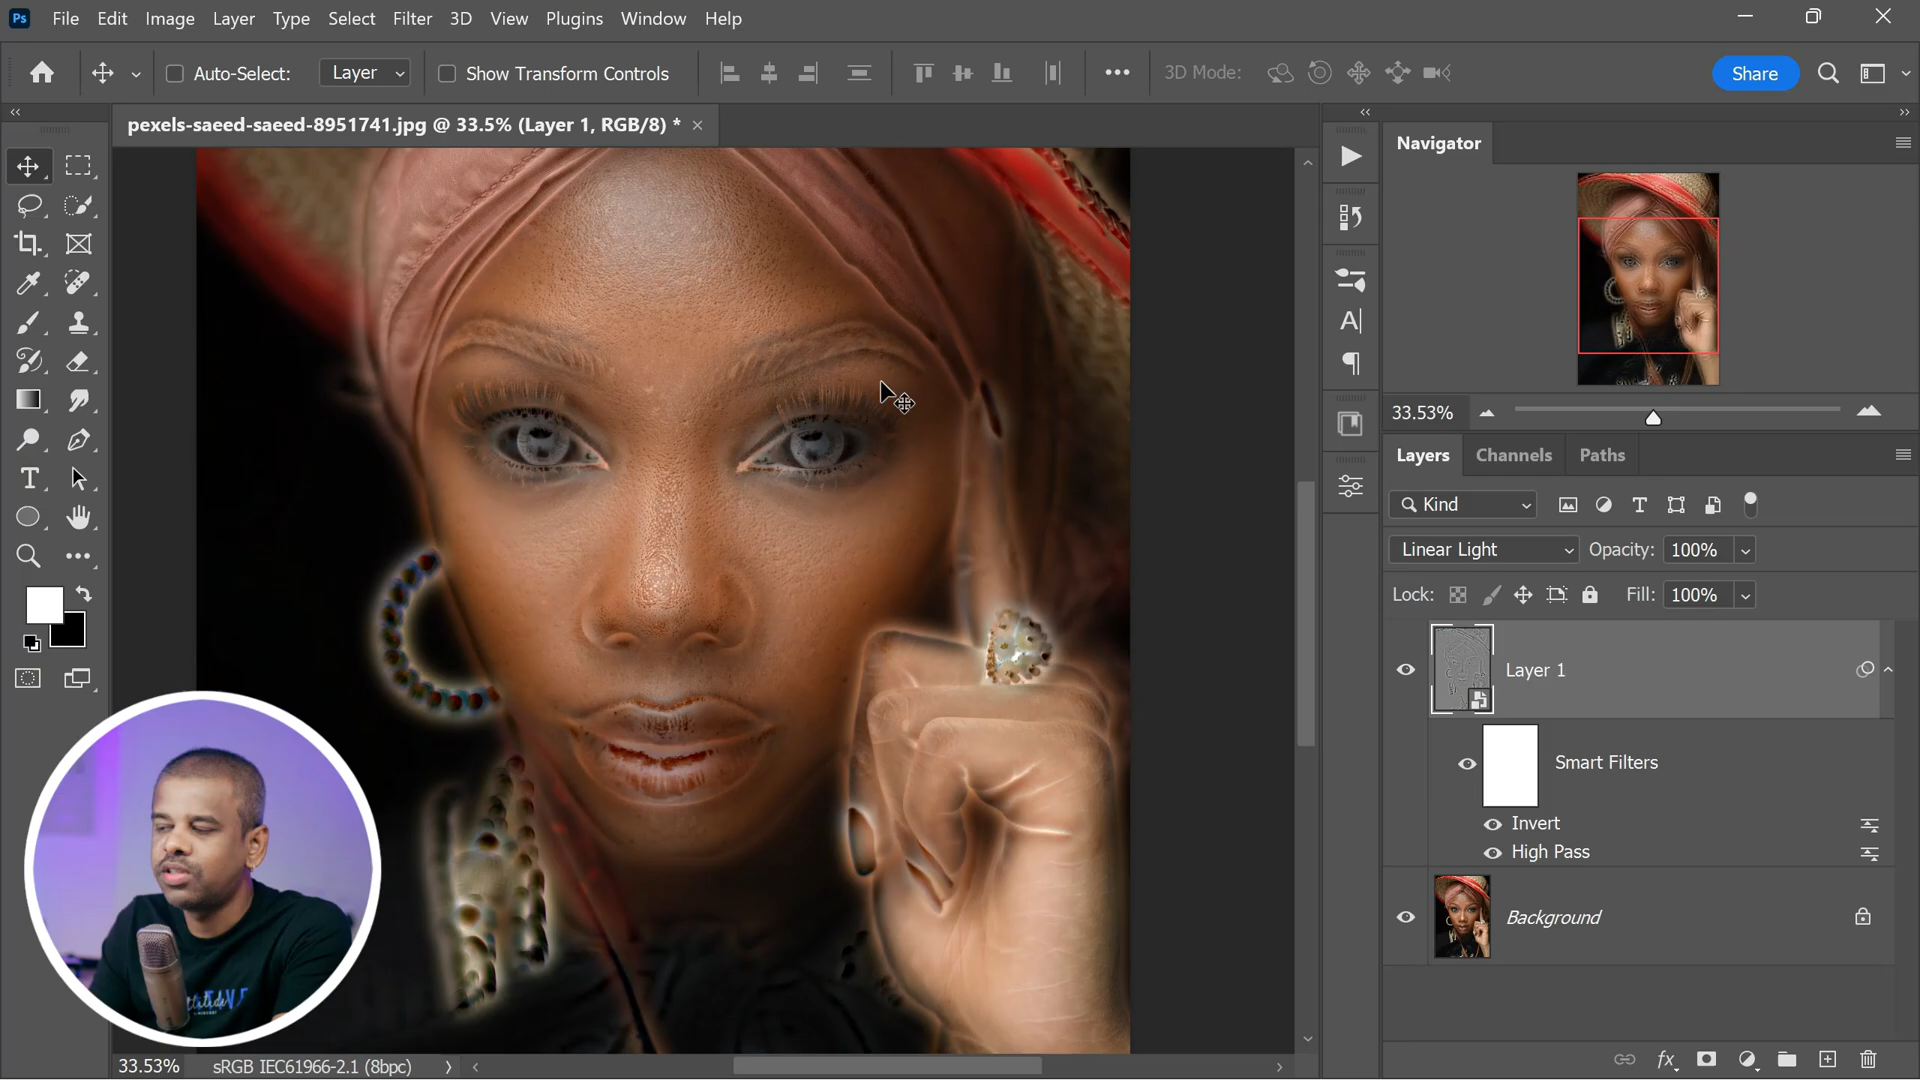 Ps File Edit Image Layer Type Select Filter 3D View Plugins Window Help
Auto-Select: Layer Show Transform Controls 3D Mode: Share
pexels-saeed-saeed-8951741.jpg @ 33.5% (Layer 1, RGB/8) *
Navigator
33.53%
Layers Channels Paths
Kind
Linear Light Opacity: 100%
Lock: Fill: 100%
Layer 1
Smart Filters
Invert
High Pass
Background
33.53% sRGB IEC61966-2.1 (8bpc)